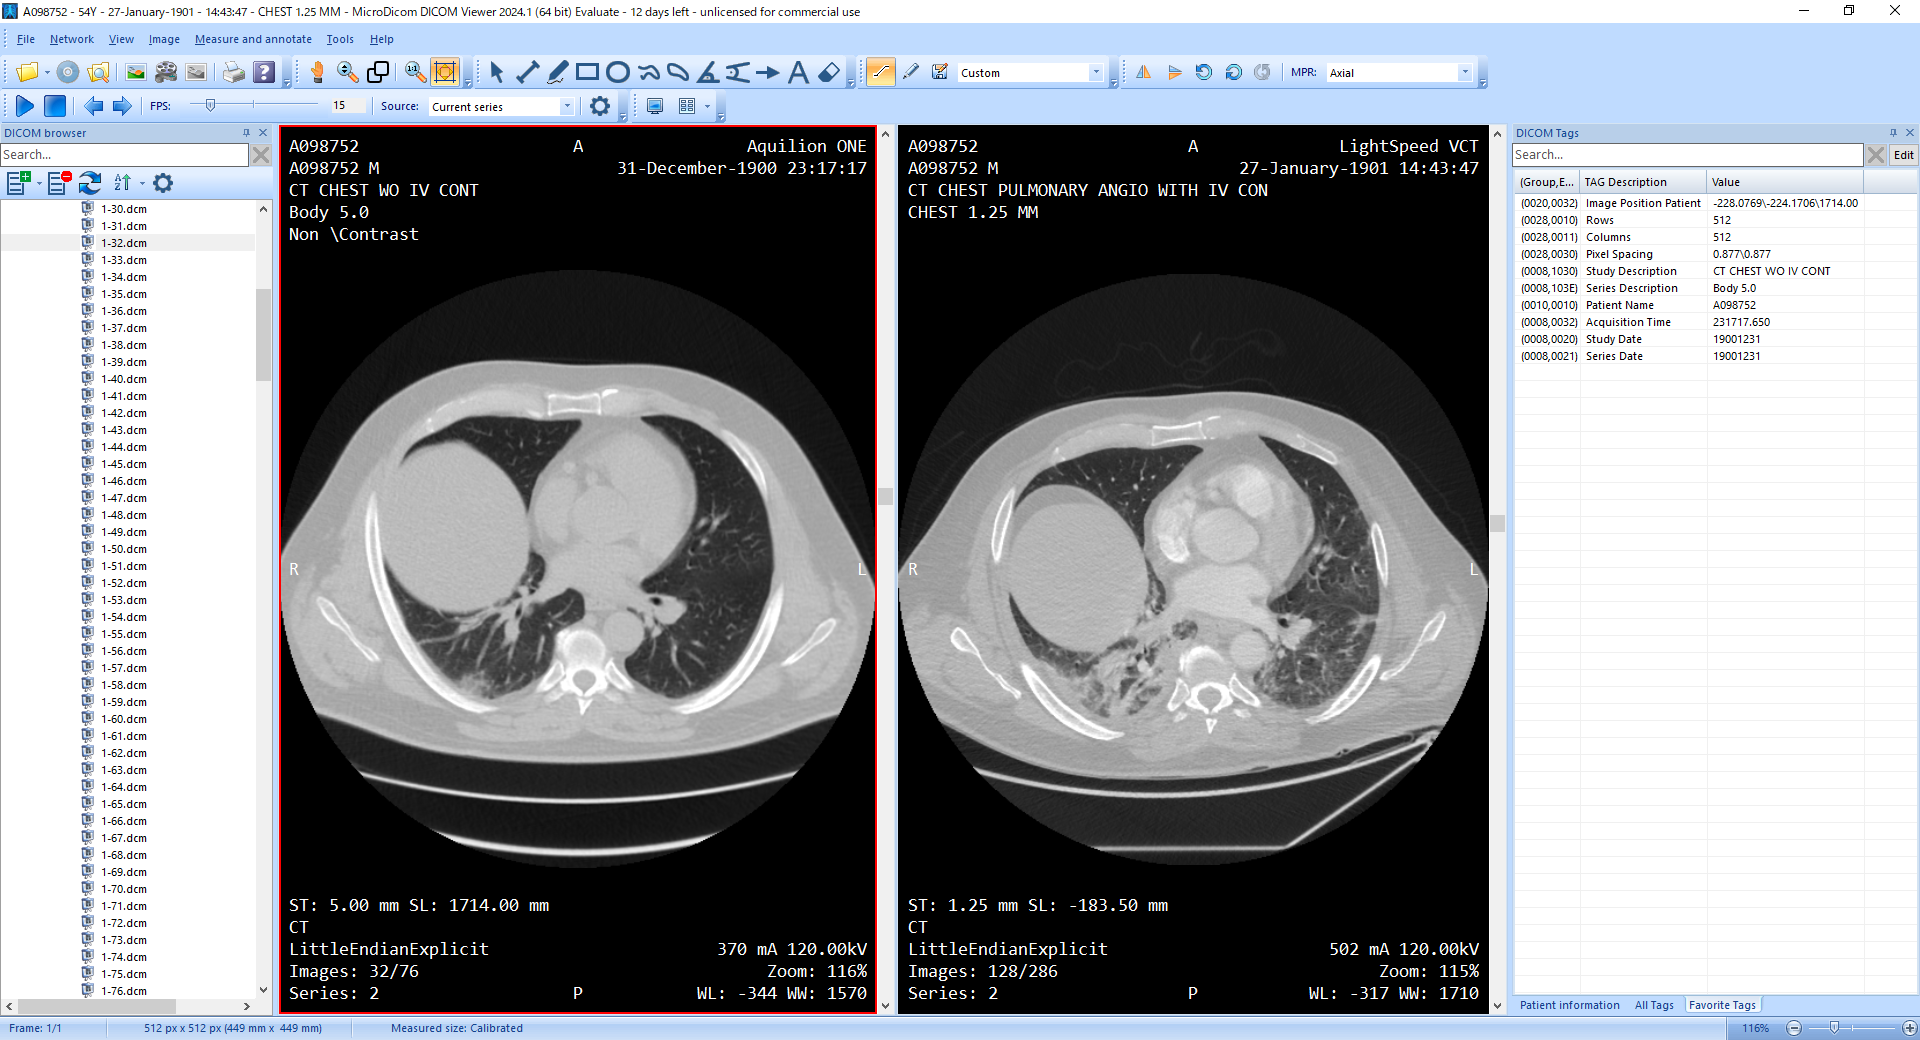 A098752 - 54Y - 27-January-1901 - 14:43:47 - CHEST 1.25 MM - MicroDicom DICOM Viewer 2024.1 (64 bit) Evaluate - 12 days left - unlicensed for commercial use
File Network View Image Measure and annotate Tools Help
1:1 Custom MPR: Axial
FPS: 15 Source: Current series
DICOM browser
Search...
1-30.dcm
1-31.dcm
1-32.dcm
1-33.dcm
1-34.dcm
1-35.dcm
1-36.dcm
1-37.dcm
1-38.dcm
1-39.dcm
1-40.dcm
1-41.dcm
1-42.dcm
1-43.dcm
1-44.dcm
1-45.dcm
1-46.dcm
1-47.dcm
1-48.dcm
1-49.dcm
1-50.dcm
1-51.dcm
1-52.dcm
1-53.dcm
1-54.dcm
1-55.dcm
1-56.dcm
1-57.dcm
1-58.dcm
1-59.dcm
1-60.dcm
1-61.dcm
1-62.dcm
1-63.dcm
1-64.dcm
1-65.dcm
1-66.dcm
1-67.dcm
1-68.dcm
1-69.dcm
1-70.dcm
1-71.dcm
1-72.dcm
1-73.dcm
1-74.dcm
1-75.dcm
1-76.dcm
A098752 A Aquilion ONE
A098752 M 31-December-1900 23:17:17
CT CHEST WO IV CONT
Body 5.0
Non \Contrast
R L
ST: 5.00 mm SL: 1714.00 mm
CT
LittleEndianExplicit 370 mA 120.00kV
Images: 32/76 Zoom: 116%
Series: 2 P WL: -344 WW: 1570
A098752 A LightSpeed VCT
A098752 M 27-January-1901 14:43:47
CT CHEST PULMONARY ANGIO WITH IV CON
CHEST 1.25 MM
R L
ST: 1.25 mm SL: -183.50 mm
CT
LittleEndianExplicit 502 mA 120.00kV
Images: 128/286 Zoom: 115%
Series: 2 P WL: -317 WW: 1710
DICOM Tags
Search... Edit
(Group,E... TAG Description Value
(0020,0032) Image Position Patient -228.0769\-224.1706\1714.00
(0028,0010) Rows 512
(0028,0011) Columns 512
(0028,0030) Pixel Spacing 0.877\0.877
(0008,1030) Study Description CT CHEST WO IV CONT
(0008,103E) Series Description Body 5.0
(0010,0010) Patient Name A098752
(0008,0032) Acquisition Time 231717.650
(0008,0020) Study Date 19001231
(0008,0021) Series Date 19001231
Patient information All Tags Favorite Tags
Frame: 1/1 512 px x 512 px (449 mm x 449 mm) Measured size: Calibrated 116%